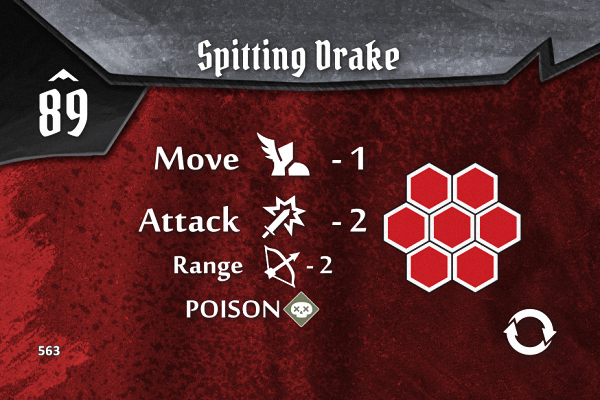 Spitting Drake
89
Move - 1
Attack - 2
Range - 2
POISON
563